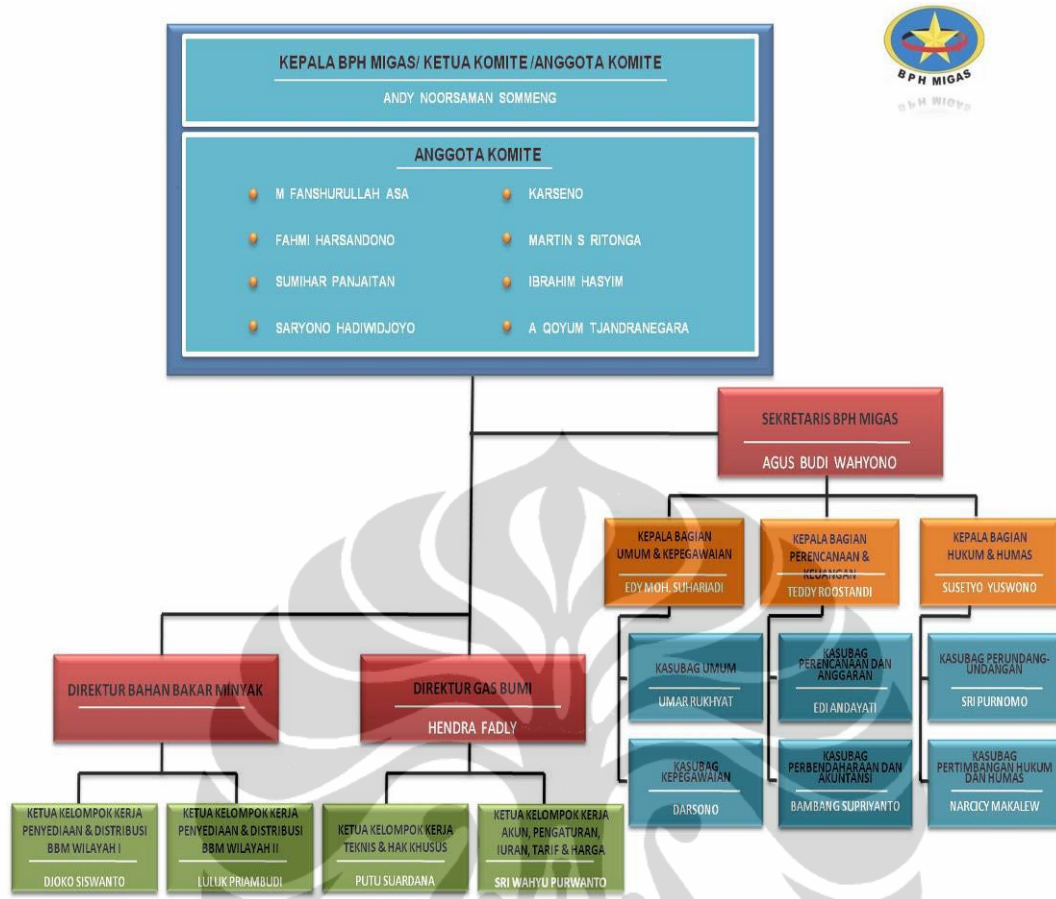 BPH MIGAS
KEPALA BPH MIGAS/ KETUA KOMITE /ANGGOTA KOMITE
ANDY NOORSAMAN SOMMENG
ANGGOTA KOMITE
M FANSHURULLAH ASA
KARSENO
FAHMI HARSANDONO
MARTIN S RITONGA
SUMIHAR PANJAITAN
IBRAHIM HASYIM
SARYONO HADIWIDJOYO
A QOYUM TJANDRANEGARA
SEKRETARIS BPH MIGAS
AGUS BUDI WAHYONO
KEPALA BAGIAN
UMUM & KEPEGAWAIAN
EDY MOH. SUHARIADI
KEPALA BAGIAN
PERENCANAAN &
KEUANGAN
TEDDY ROOSTANDI
KEPALA BAGIAN
HUKUM & HUMAS
SUSETYO YUSWONO
KASUBAG UMUM
UMAR RUKHYAT
KASUBAG
PERENCANAAN DAN
ANGGARAN
EDI ANDAYATI
KASUBAG PERUNDANG-
UNDANGAN
SRI PURNOMO
KASUBAG
KEPEGAWAIAN
DARSONO
KASUBAG
PERBENDAHARAAN DAN
AKUNTANSI
BAMBANG SUPRIYANTO
KASUBAG
PERTIMBANGAN HUKUM
DAN HUMAS
NARCICY MAKALEW
DIREKTUR BAHAN BAKAR MINYAK
DIREKTUR GAS BUMI
HENDRA FADLY
KETUA KELOMPOK KERJA
PENYEDIAAN & DISTRIBUSI
BBM WILAYAH I
DJOKO SISWANTO
KETUA KELOMPOK KERJA
PENYEDIAAN & DISTRIBUSI
BBM WILAYAH II
LULUK PRIAMBUDI
KETUA KELOMPOK KERJA
TEKNIS & HAK KHUSUS
PUTU SUARDANA
KETUA KELOMPOK KERJA
AKUN, PENGATURAN,
IURAN, TARIF & HARGA
SRI WAHYU PURWANTO